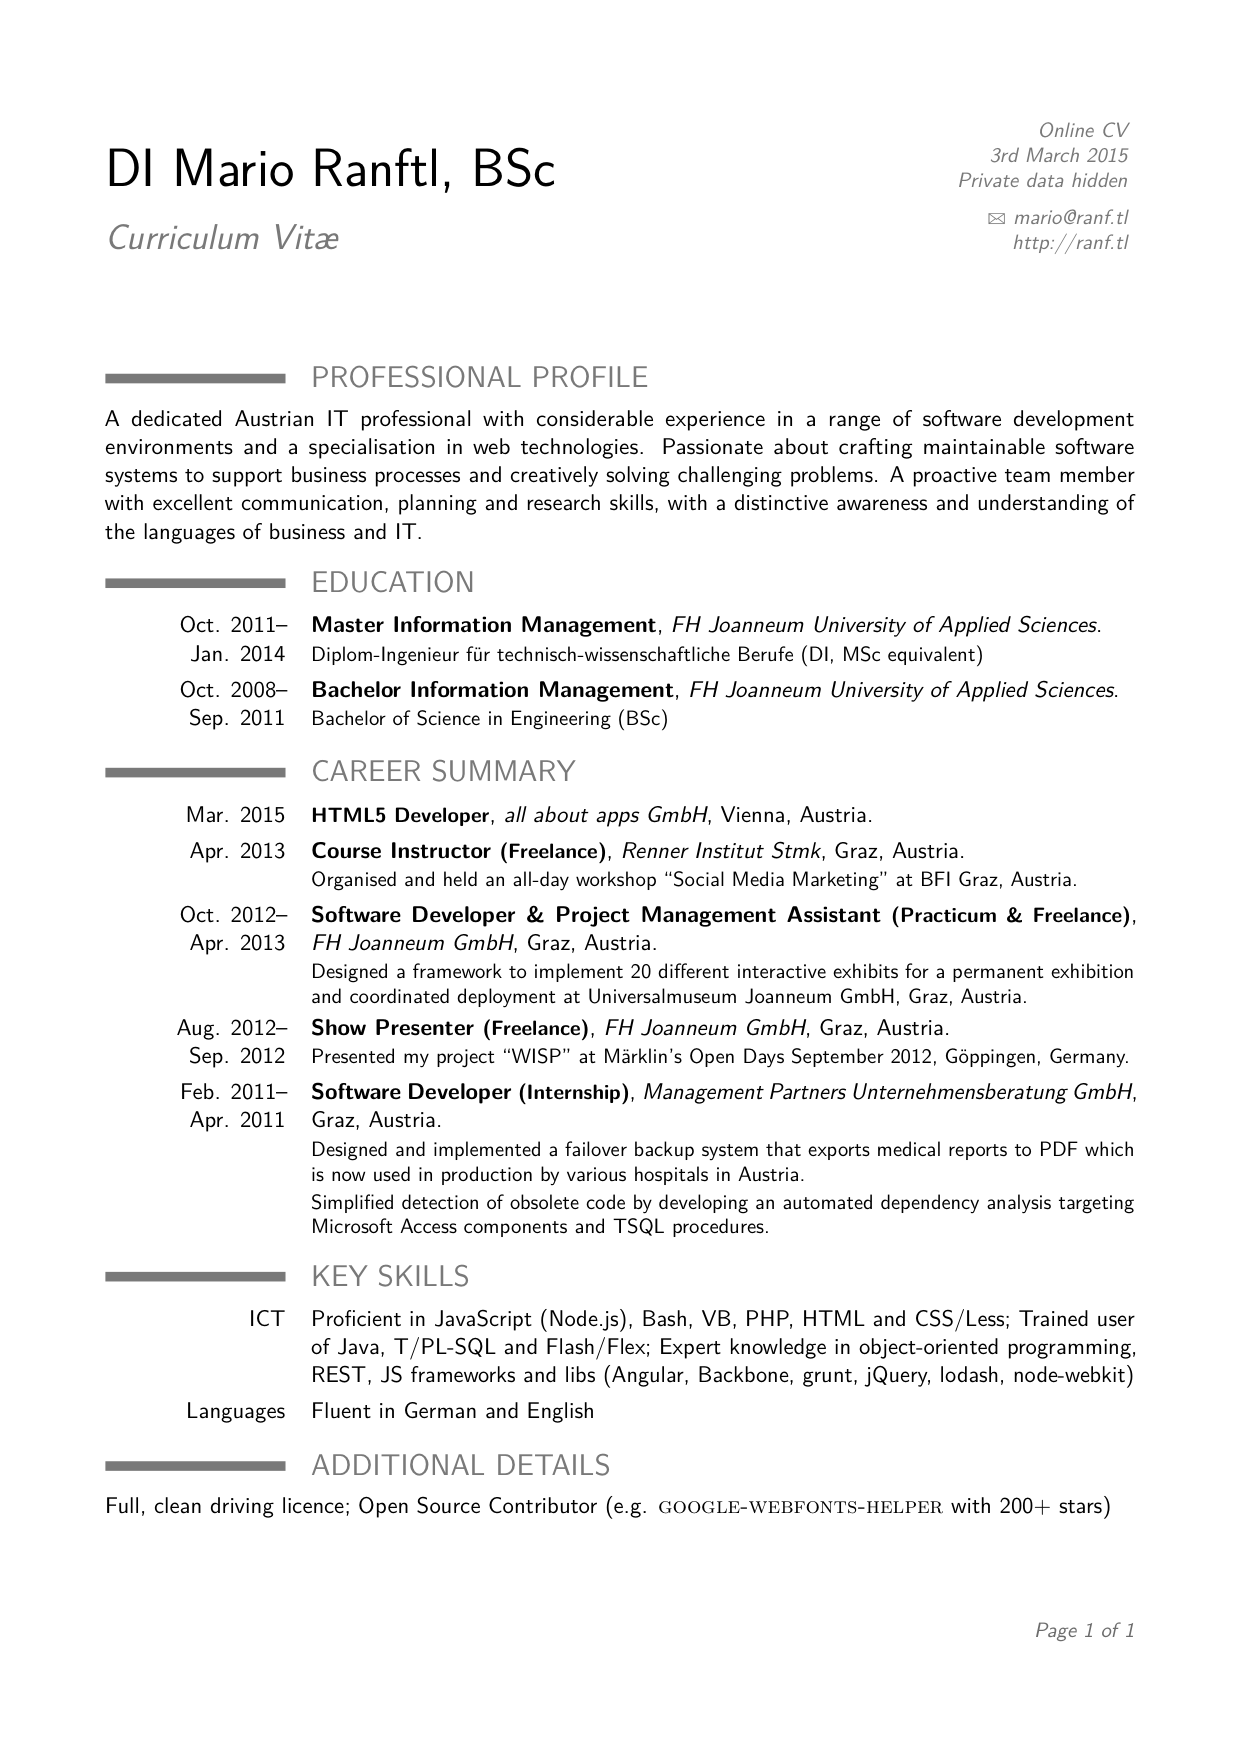 DI Mario Ranftl, BSc
Curriculum Vitæ
Online CV
3rd March 2015
Private data hidden
✉ mario@ranf.tl
http://ranf.tl
PROFESSIONAL PROFILE
A dedicated Austrian IT professional with considerable experience in a range of software development
environments and a specialisation in web technologies. Passionate about crafting maintainable software
systems to support business processes and creatively solving challenging problems. A proactive team member
with excellent communication, planning and research skills, with a distinctive awareness and understanding of
the languages of business and IT.
EDUCATION
Oct. 2011– Master Information Management, FH Joanneum University of Applied Sciences.
Jan. 2014 Diplom-Ingenieur für technisch-wissenschaftliche Berufe (DI, MSc equivalent)
Oct. 2008– Bachelor Information Management, FH Joanneum University of Applied Sciences.
Sep. 2011 Bachelor of Science in Engineering (BSc)
CAREER SUMMARY
Mar. 2015 HTML5 Developer, all about apps GmbH, Vienna, Austria.
Apr. 2013 Course Instructor (Freelance), Renner Institut Stmk, Graz, Austria.
Organised and held an all-day workshop “Social Media Marketing” at BFI Graz, Austria.
Oct. 2012– Software Developer & Project Management Assistant (Practicum & Freelance),
Apr. 2013 FH Joanneum GmbH, Graz, Austria.
Designed a framework to implement 20 different interactive exhibits for a permanent exhibition
and coordinated deployment at Universalmuseum Joanneum GmbH, Graz, Austria.
Aug. 2012– Show Presenter (Freelance), FH Joanneum GmbH, Graz, Austria.
Sep. 2012 Presented my project “WISP” at Märklin’s Open Days September 2012, Göppingen, Germany.
Feb. 2011– Software Developer (Internship), Management Partners Unternehmensberatung GmbH,
Apr. 2011 Graz, Austria.
Designed and implemented a failover backup system that exports medical reports to PDF which
is now used in production by various hospitals in Austria.
Simplified detection of obsolete code by developing an automated dependency analysis targeting
Microsoft Access components and TSQL procedures.
KEY SKILLS
ICT Proficient in JavaScript (Node.js), Bash, VB, PHP, HTML and CSS/Less; Trained user
of Java, T/PL-SQL and Flash/Flex; Expert knowledge in object-oriented programming,
REST, JS frameworks and libs (Angular, Backbone, grunt, jQuery, lodash, node-webkit)
Languages Fluent in German and English
ADDITIONAL DETAILS
Full, clean driving licence; Open Source Contributor (e.g. GOOGLE-WEBFONTS-HELPER with 200+ stars)
Page 1 of 1